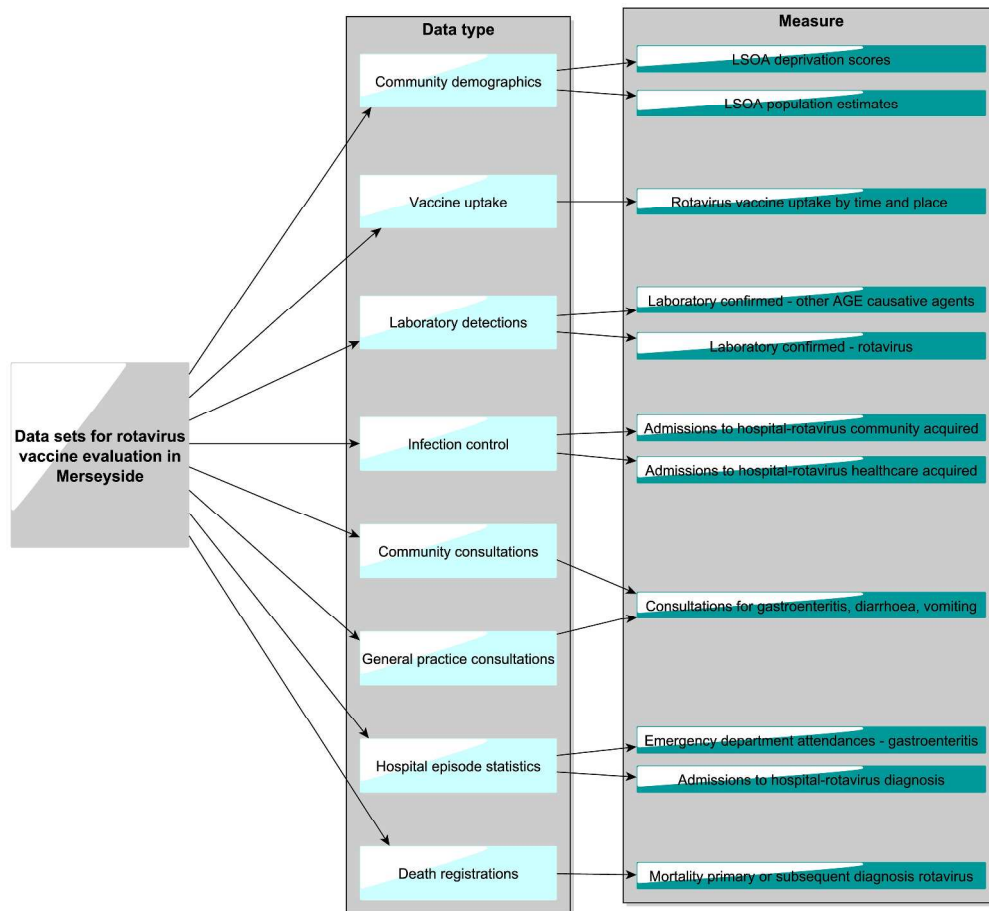 Data type
Measure
Community demographics
LSOA deprivation scores
LSOA population estimates
Vaccine uptake
Rotavirus vaccine uptake by time and place
Laboratory detections
Laboratory confirmed - other AGE causative agents
Laboratory confirmed - rotavirus
Data sets for rotavirus
vaccine evaluation in
Merseyside
Infection control
Admissions to hospital-rotavirus community acquired
Admissions to hospital-rotavirus healthcare acquired
Community consultations
Consultations for gastroenteritis, diarrhoea, vomiting
General practice consultations
Hospital episode statistics
Emergency department attendances - gastroenteritis
Admissions to hospital-rotavirus diagnosis
Death registrations
Mortality primary or subsequent diagnosis rotavirus